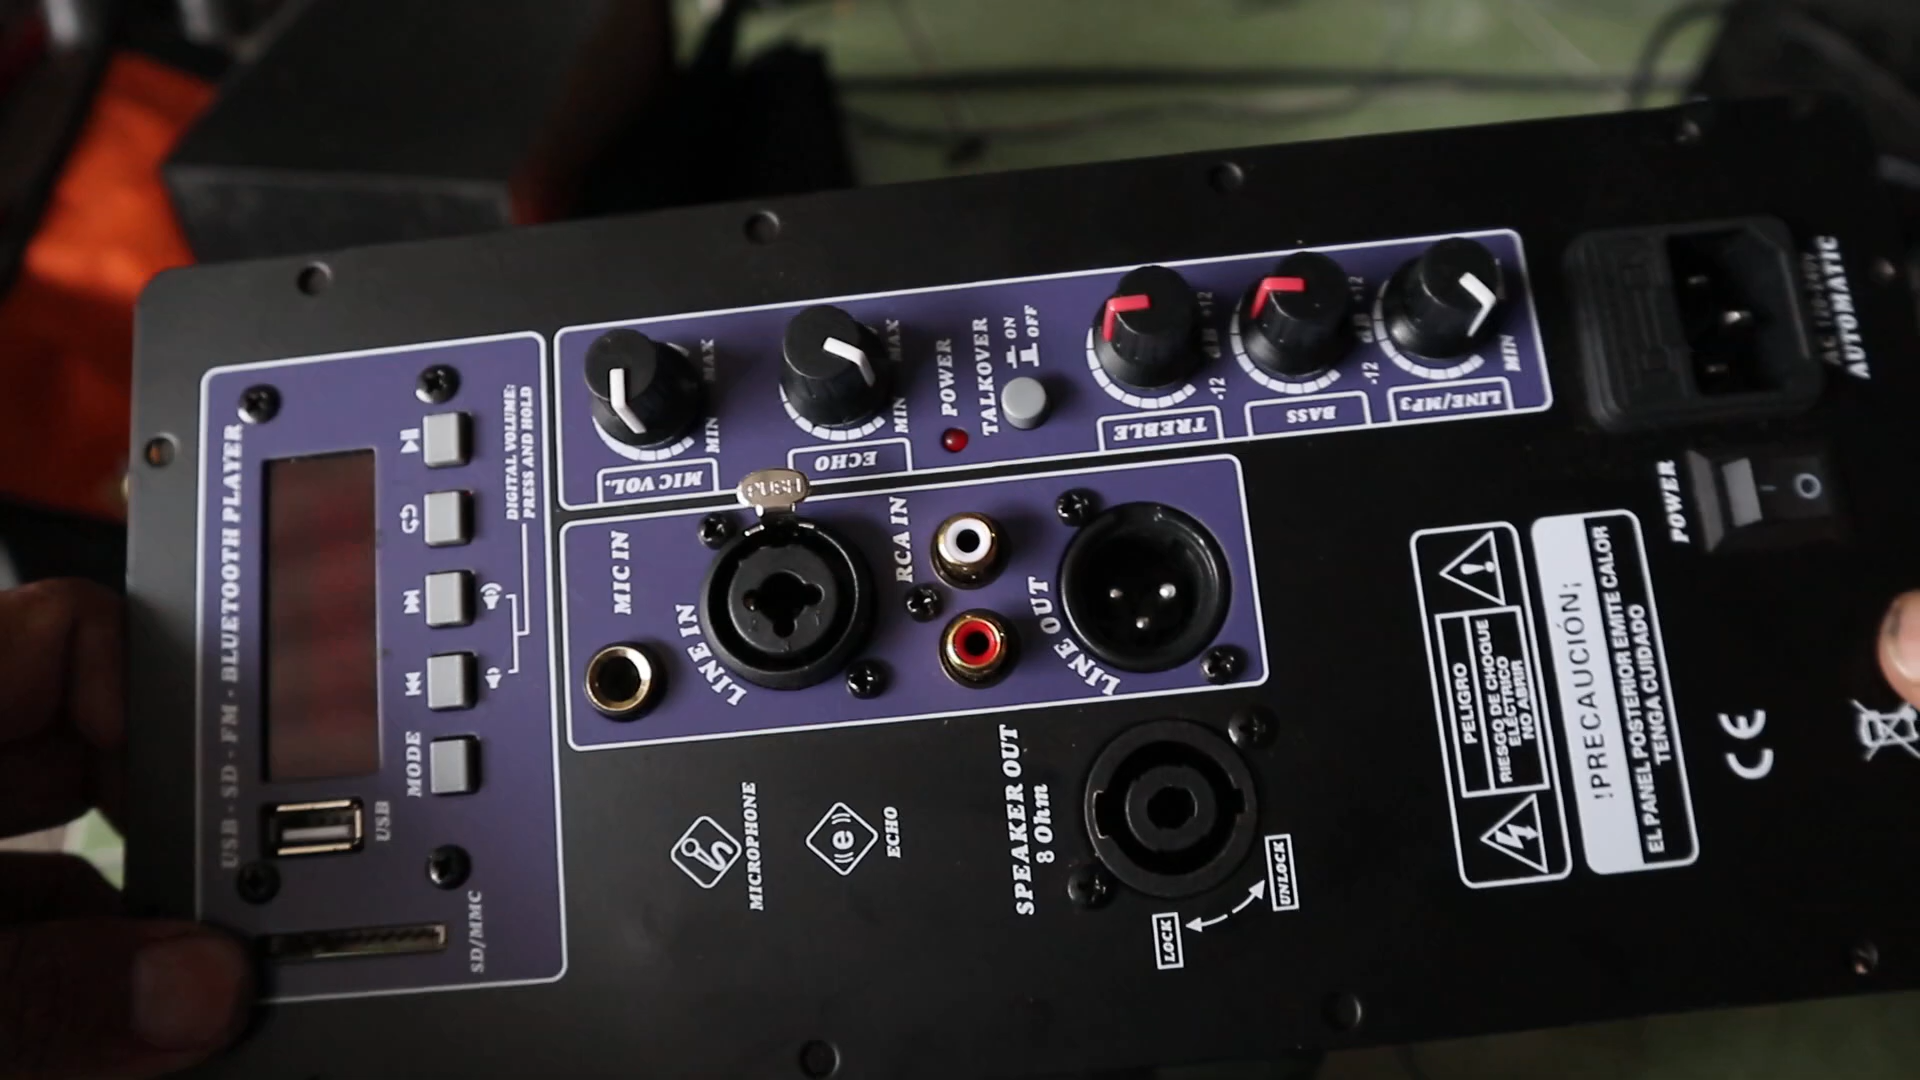 USB - SD - FM - BLUETOOTH PLAYER
DIGITAL VOLUME:
PRESS AND HOLD
MODE
USB
SD/MMC
MIC VOL.
MIN
MAX
ECHO
MIN
MAX
POWER
TALKOVER
ON
OFF
TREBLE
-12
dB
+12
BASS
-12
dB
+12
LINE/MP3
MIN
MIC IN
LINE IN
PUSH
RCA IN
LINE OUT
MICROPHONE
e
ECHO
SPEAKER OUT
8 Ohm
LOCK
UNLOCK
AUTOMATIC
POWER
PELIGRO
RIESGO DE CHOQUE
ELÉCTRICO
NO ABRIR
!PRECAUCIÓN¡
EL PANEL POSTERIOR EMITE CALOR
TENGA CUIDADO
CE